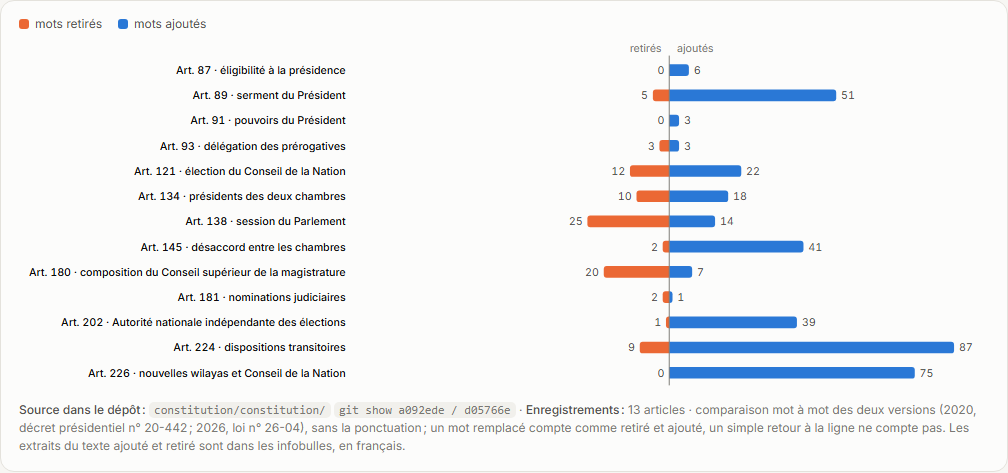 mots retirés mots ajoutés
retirés ajoutés
Art. 87 · éligibilité à la présidence 0 6
Art. 89 · serment du Président 5 51
Art. 91 · pouvoirs du Président 0 3
Art. 93 · délégation des prérogatives 3 3
Art. 121 · élection du Conseil de la Nation 12 22
Art. 134 · présidents des deux chambres 10 18
Art. 138 · session du Parlement 25 14
Art. 145 · désaccord entre les chambres 2 41
Art. 180 · composition du Conseil supérieur de la magistrature 20 7
Art. 181 · nominations judiciaires 2 1
Art. 202 · Autorité nationale indépendante des élections 1 39
Art. 224 · dispositions transitoires 9 87
Art. 226 · nouvelles wilayas et Conseil de la Nation 0 75
Source dans le dépôt : constitution/constitution/ git show a092ede / d05766e · Enregistrements : 13 articles · comparaison mot à mot des deux versions (2020,
décret présidentiel n° 20-442 ; 2026, loi n° 26-04), sans la ponctuation ; un mot remplacé compte comme retiré et ajouté, un simple retour à la ligne ne compte pas. Les
extraits du texte ajouté et retiré sont dans les infobulles, en français.